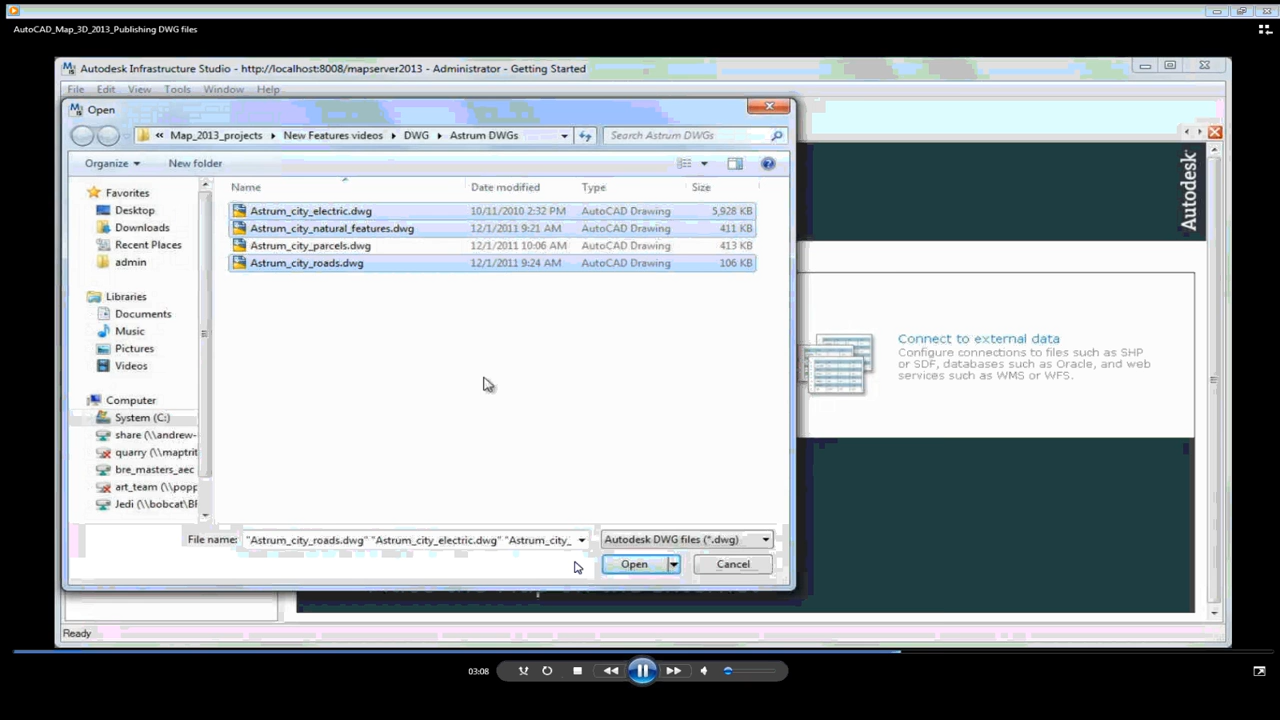 AutoCAD_Map_3D_2013_Publishing DWG files
Autodesk Infrastructure Studio - http://localhost:8008/mapserver2013 - Administrator - Getting Started
File Edit View Tools Window Help
Open
« Map_2013_projects New Features videos DWG Astrum DWGs Search Astrum DWGs
Organize New folder
Name Date modified Type Size
Astrum_city_electric.dwg 10/11/2010 2:32 PM AutoCAD Drawing 5,928 KB
Astrum_city_natural_features.dwg 12/1/2011 9:21 AM AutoCAD Drawing 411 KB
Astrum_city_parcels.dwg 12/1/2011 10:06 AM AutoCAD Drawing 413 KB
Astrum_city_roads.dwg 12/1/2011 9:24 AM AutoCAD Drawing 106 KB
Favorites
Desktop
Downloads
Recent Places
admin
Libraries
Documents
Music
Pictures
Videos
Computer
System (C:)
share (\\andrew-
quarry (\\maptrit
bre_masters_aec
art_team (\\popp
Jedi (\\bobcat\BF
File name: "Astrum_city_roads.dwg" "Astrum_city_electric.dwg" "Astrum_city_ Autodesk DWG files (*.dwg)
Open Cancel
Autodesk
Connect to external data
Configure connections to files such as SHP
or SDF, databases such as Oracle, and web
services such as WMS or WFS.
Ready
03:08